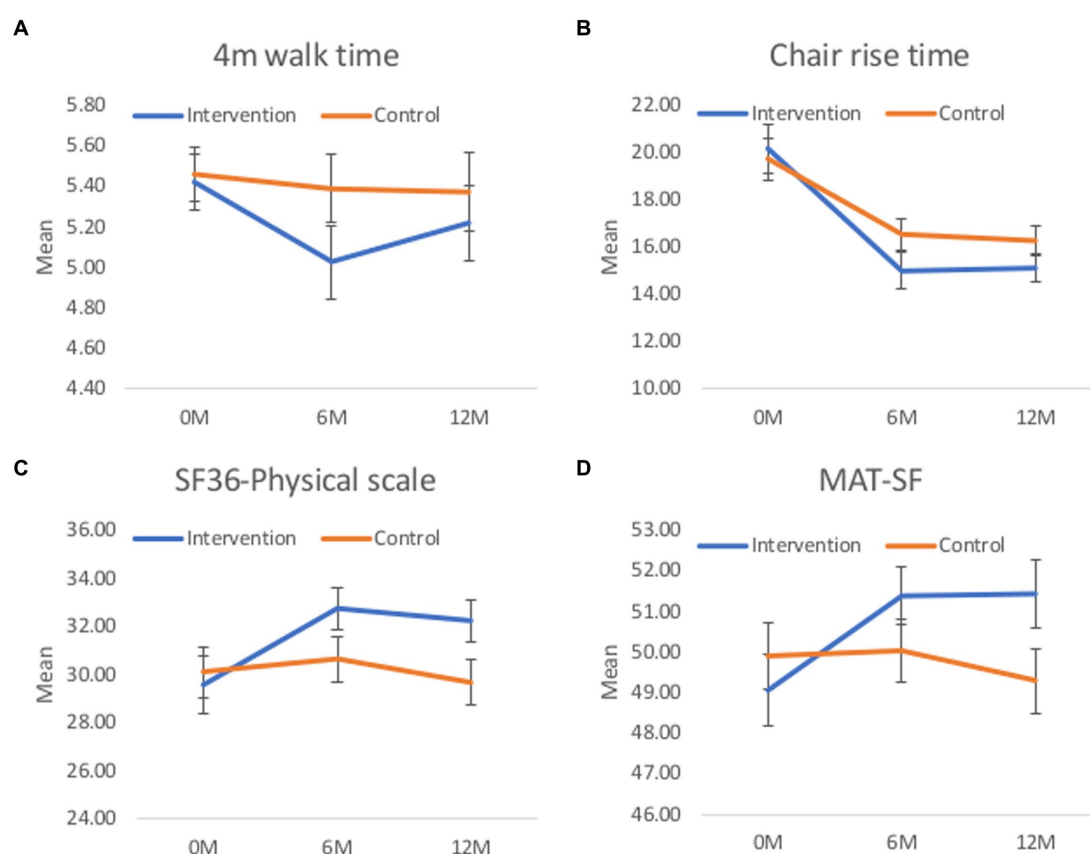 A
4m walk time
Intervention Control
5.80
5.60
5.40
5.20
5.00
4.80
4.60
4.40
Mean
0M 6M 12M
B
Chair rise time
Intervention Control
22.00
20.00
18.00
16.00
14.00
12.00
10.00
Mean
0M 6M 12M
C
SF36-Physical scale
Intervention Control
36.00
34.00
32.00
30.00
28.00
26.00
24.00
Mean
0M 6M 12M
D
MAT-SF
Intervention Control
53.00
52.00
51.00
50.00
49.00
48.00
47.00
46.00
Mean
0M 6M 12M